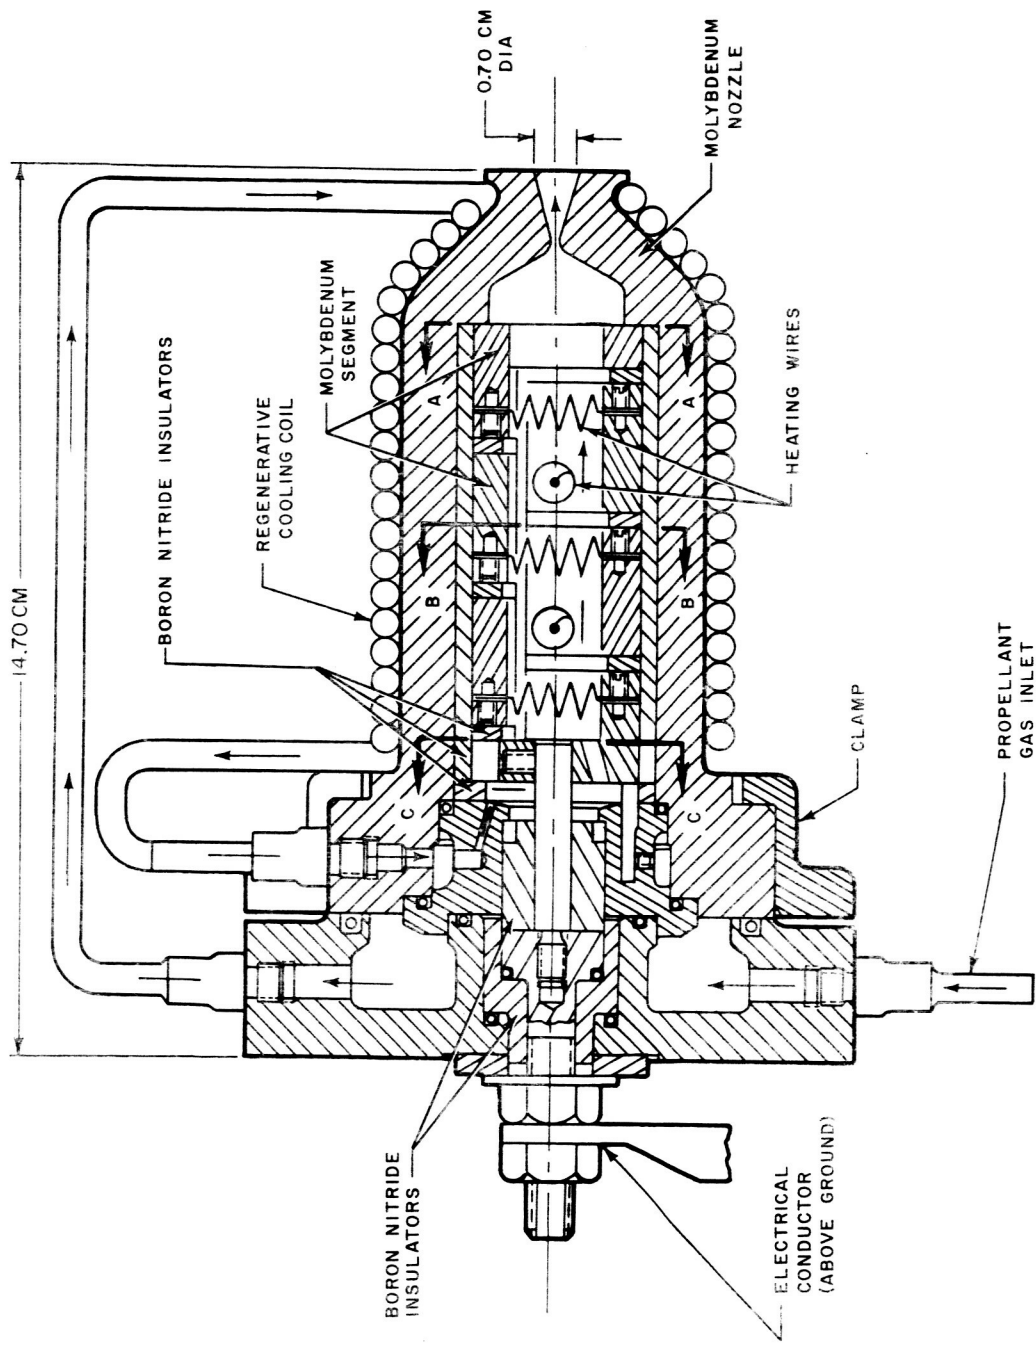 14.70 CM
0.70 CM
DIA
MOLYBDENUM
NOZZLE
MOLYBDENUM
SEGMENT
BORON NITRIDE INSULATORS
REGENERATIVE
COOLING COIL
HEATING WIRES
A
A
B
B
C
C
CLAMP
PROPELLANT
GAS INLET
BORON NITRIDE
INSULATORS
ELECTRICAL
CONDUCTOR
(ABOVE GROUND)